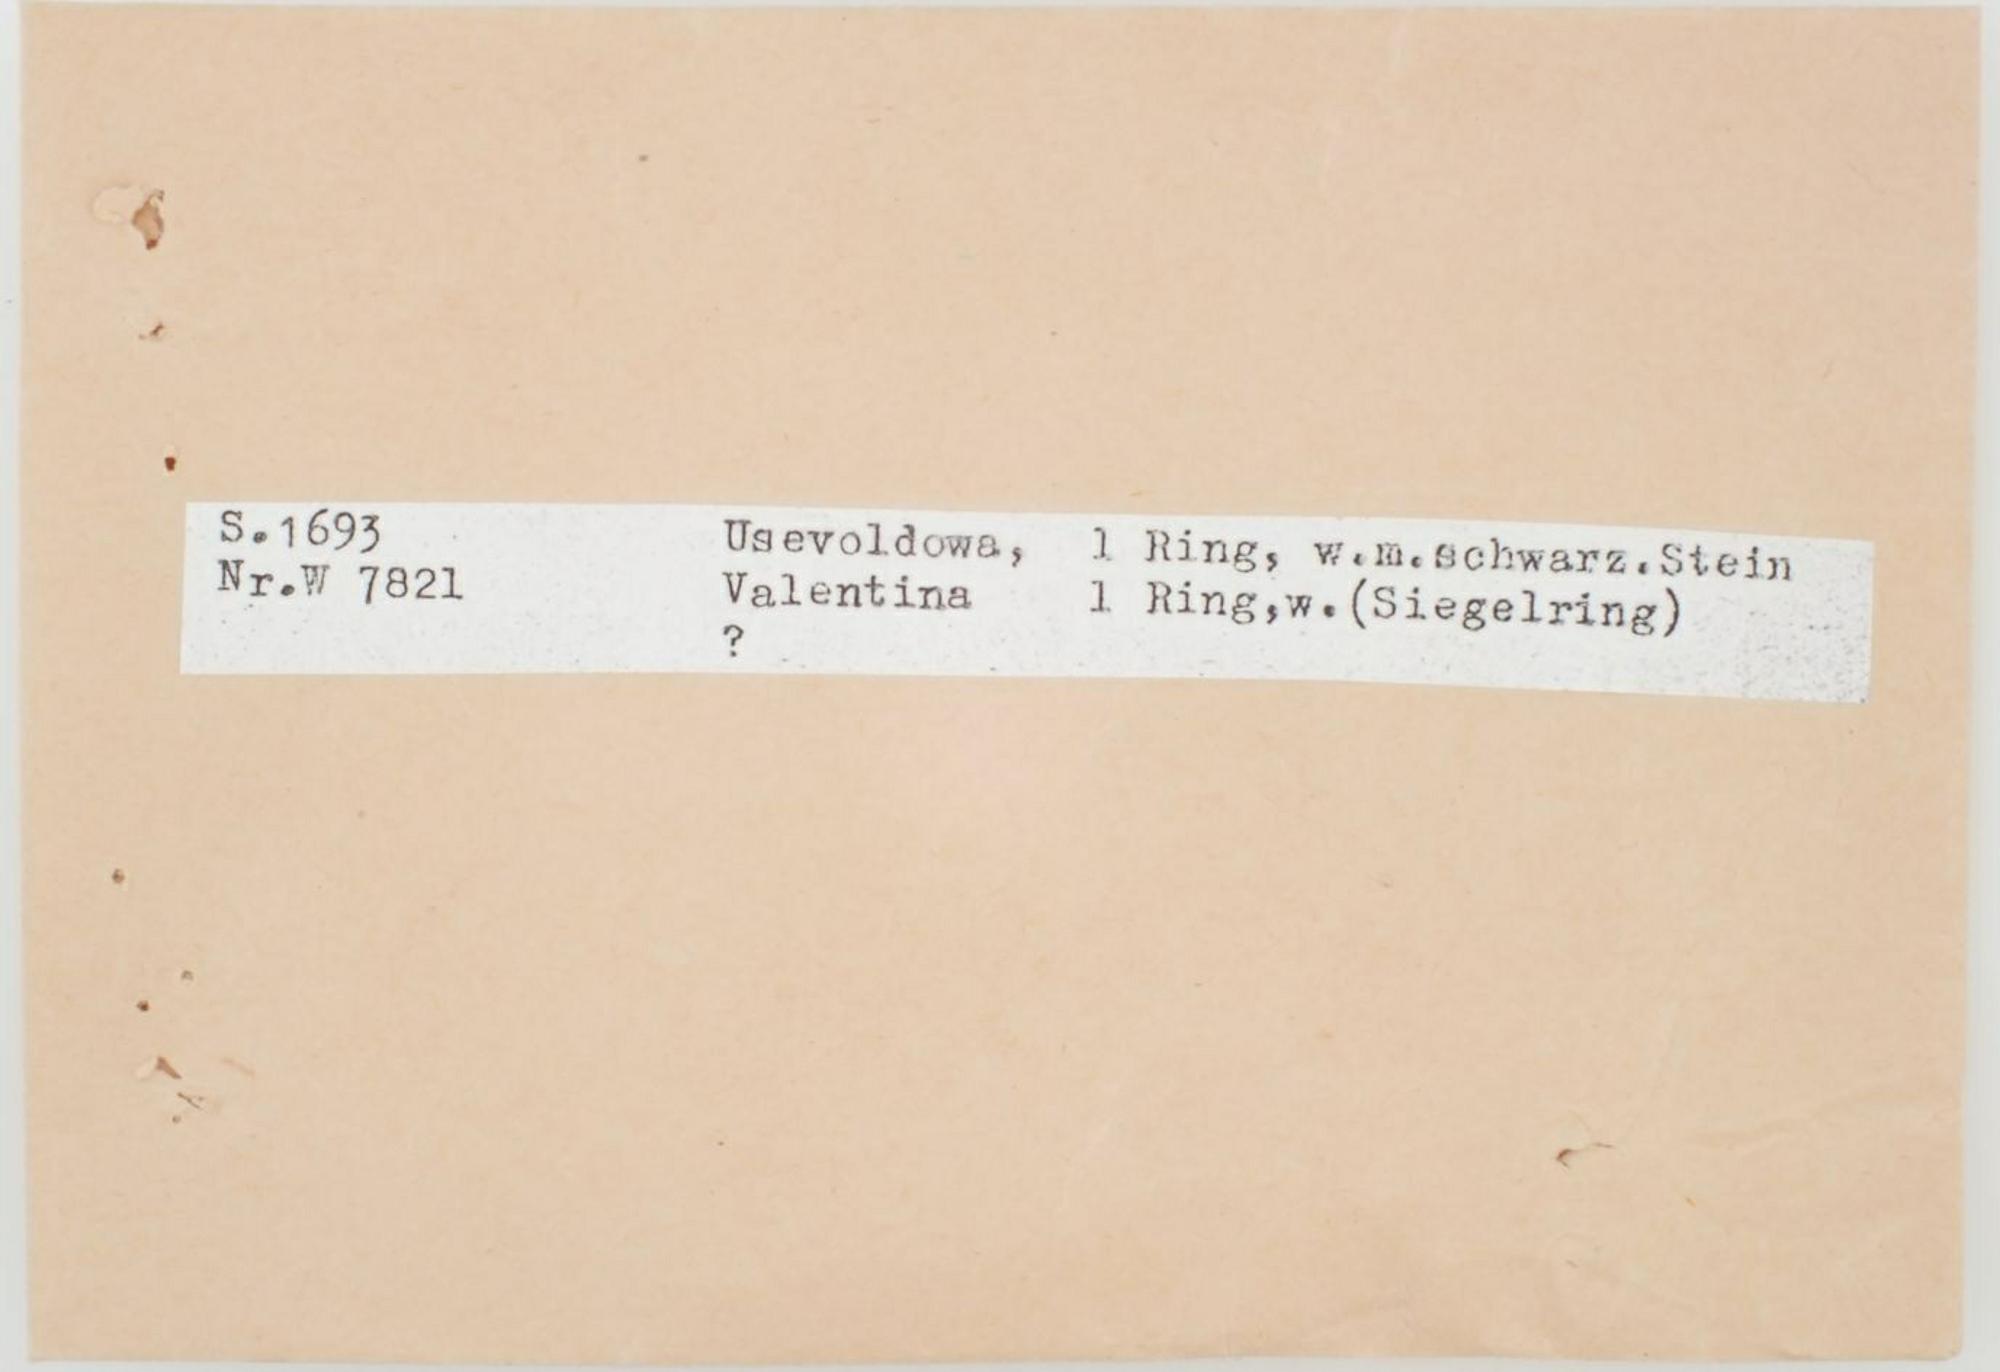 S.1693 Usevoldowa, 1 Ring, w.m.schwarz.Stein
Nr.W 7821 Valentina 1 Ring,w.(Siegelring)
?